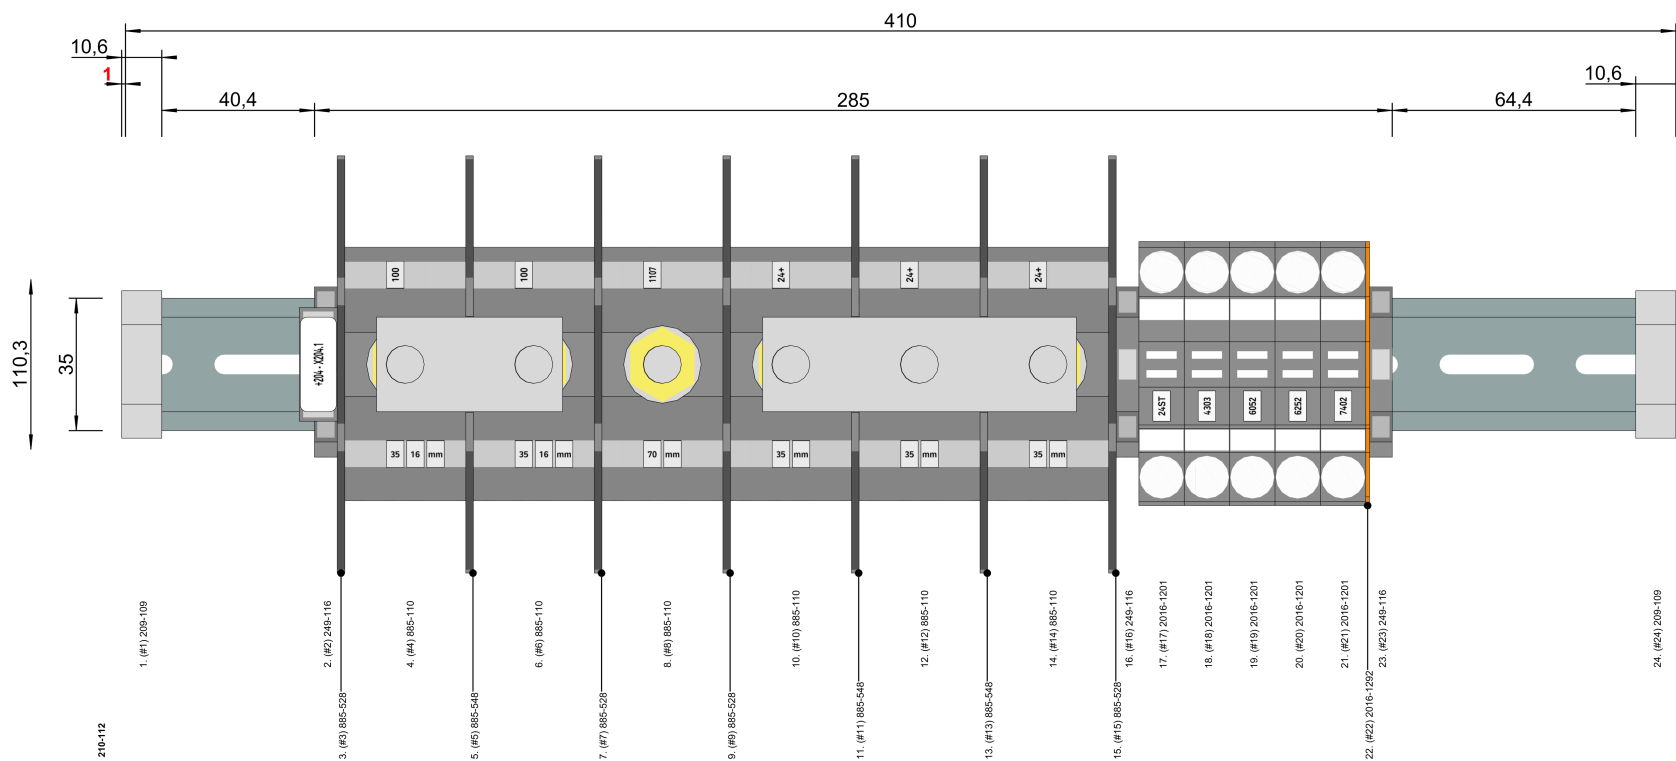 410
10,6
1
10,6
40,4
285
64,4
110,3
35
100
100
1107
24+
24+
24+
+204 - X204.1
24ST
4303
6052
6252
7402
35 16 mm
35 16 mm
70 mm
35 mm
35 mm
35 mm
1. (#1) 209-109
2. (#2) 249-116
3. (#3) 885-528
4. (#4) 885-110
5. (#5) 885-548
6. (#6) 885-110
7. (#7) 885-528
8. (#8) 885-110
9. (#9) 885-528
10. (#10) 885-110
11. (#11) 885-548
12. (#12) 885-110
13. (#13) 885-548
14. (#14) 885-110
15. (#15) 885-528
16. (#16) 249-116
17. (#17) 2016-1201
18. (#18) 2016-1201
19. (#19) 2016-1201
20. (#20) 2016-1201
21. (#21) 2016-1201
22. (#22) 2016-1292
23. (#23) 249-116
24. (#24) 209-109
210-112